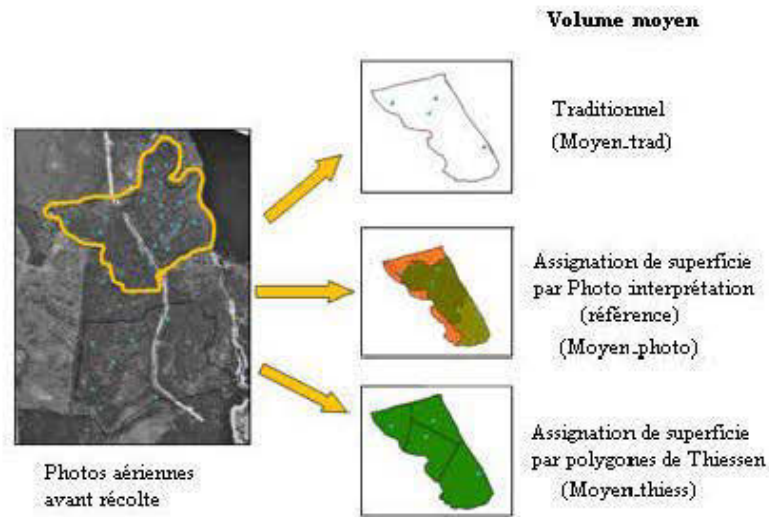 Volume moyen
Traditionnel
(Moyen_trad)
Assignation de superficie
par Photo interprétation
(référence)
(Moyen_photo)
Assignation de superficie
par polygones de Thiessen
(Moyen_thiess)
Photos aériennes
avant récolte